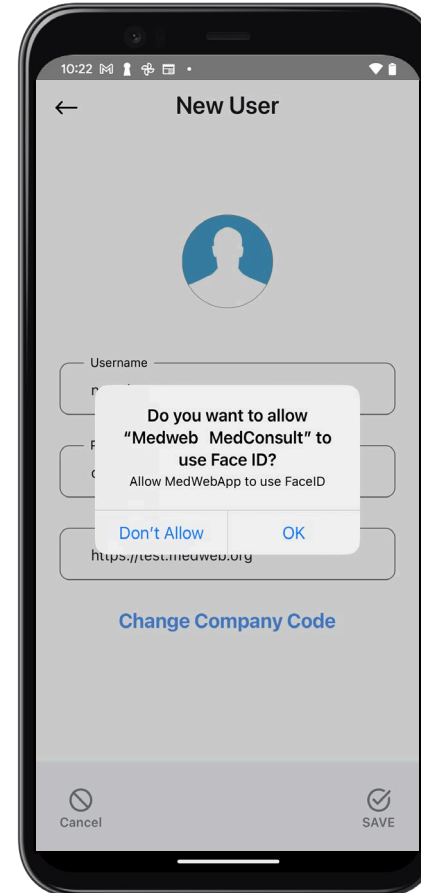 10:22
New User
Username
Do you want to allow
“Medweb MedConsult” to
use Face ID?
Allow MedWebApp to use FaceID
Don’t Allow OK
https://test.medweb.org
Change Company Code
Cancel SAVE